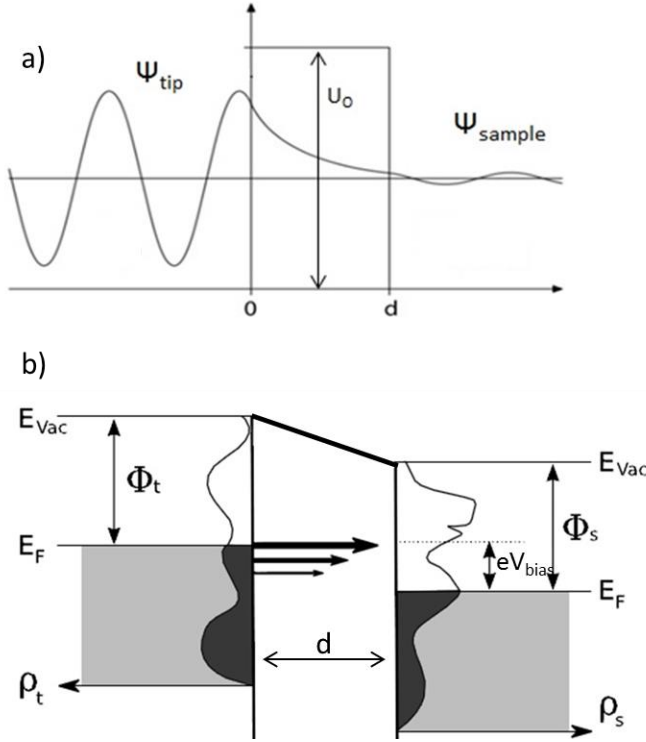 a)
Ψtip
U0
Ψsample
0
d
b)
EVac
Φt
EVac
Φs
EF
eVbias
EF
d
ρt
ρs